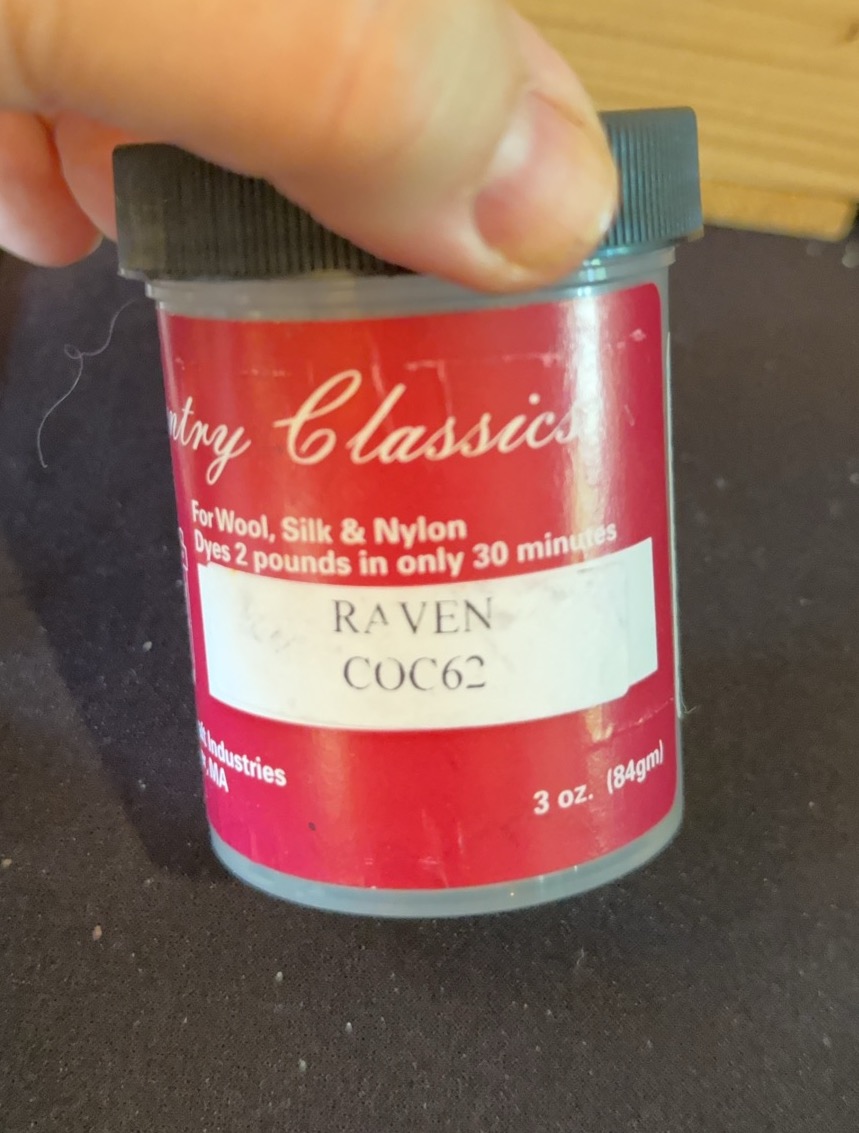 ntry Classics
For Wool, Silk & Nylon
Dyes 2 pounds in only 30 minutes
RAVEN
COC62
Industries
MA
3 oz. (84gm)